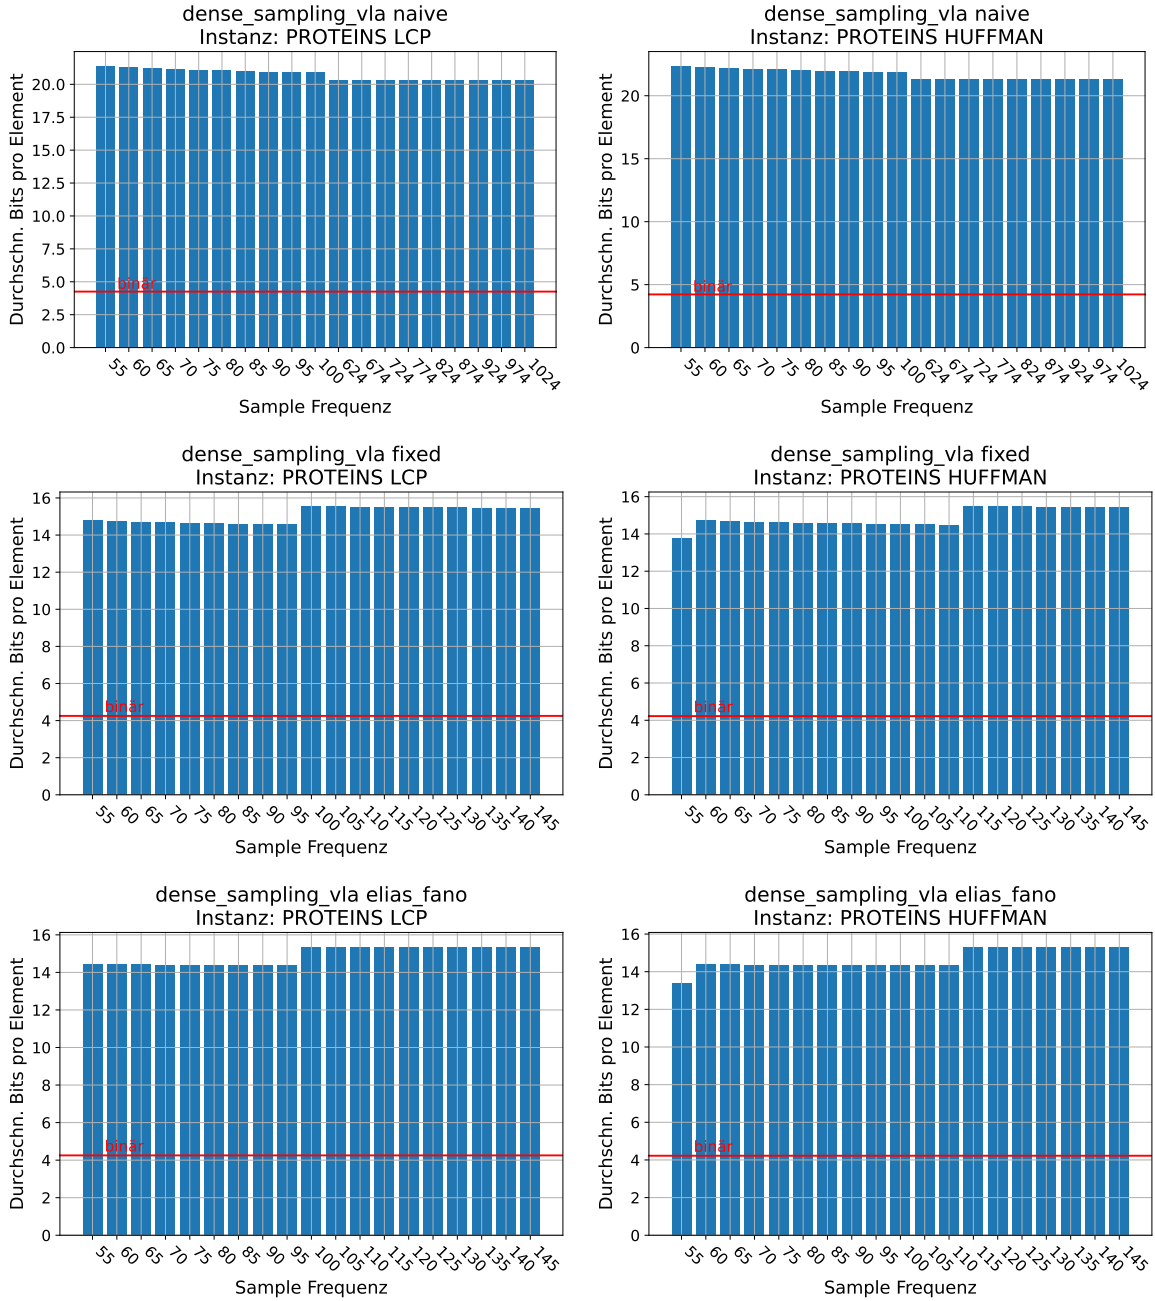 dense_sampling_vla naive
Instanz: PROTEINS LCP
Durchschn. Bits pro Element
20.0
17.5
15.0
12.5
10.0
7.5
5.0
2.5
0.0
binär
55 60 65 70 75 80 85 90 95 100 624 674 724 774 824 874 924 974 1024
Sample Frequenz
dense_sampling_vla naive
Instanz: PROTEINS HUFFMAN
Durchschn. Bits pro Element
20
15
10
5
0
binär
55 60 65 70 75 80 85 90 95 100 624 674 724 774 824 874 924 974 1024
Sample Frequenz
dense_sampling_vla fixed
Instanz: PROTEINS LCP
Durchschn. Bits pro Element
16
14
12
10
8
6
4
2
0
binär
55 60 65 70 75 80 85 90 95 100 105 110 115 120 125 130 135 140 145
Sample Frequenz
dense_sampling_vla fixed
Instanz: PROTEINS HUFFMAN
Durchschn. Bits pro Element
16
14
12
10
8
6
4
2
0
binär
55 60 65 70 75 80 85 90 95 100 105 110 115 120 125 130 135 140 145
Sample Frequenz
dense_sampling_vla elias_fano
Instanz: PROTEINS LCP
Durchschn. Bits pro Element
16
14
12
10
8
6
4
2
0
binär
55 60 65 70 75 80 85 90 95 100 105 110 115 120 125 130 135 140 145
Sample Frequenz
dense_sampling_vla elias_fano
Instanz: PROTEINS HUFFMAN
Durchschn. Bits pro Element
16
14
12
10
8
6
4
2
0
binär
55 60 65 70 75 80 85 90 95 100 105 110 115 120 125 130 135 140 145
Sample Frequenz